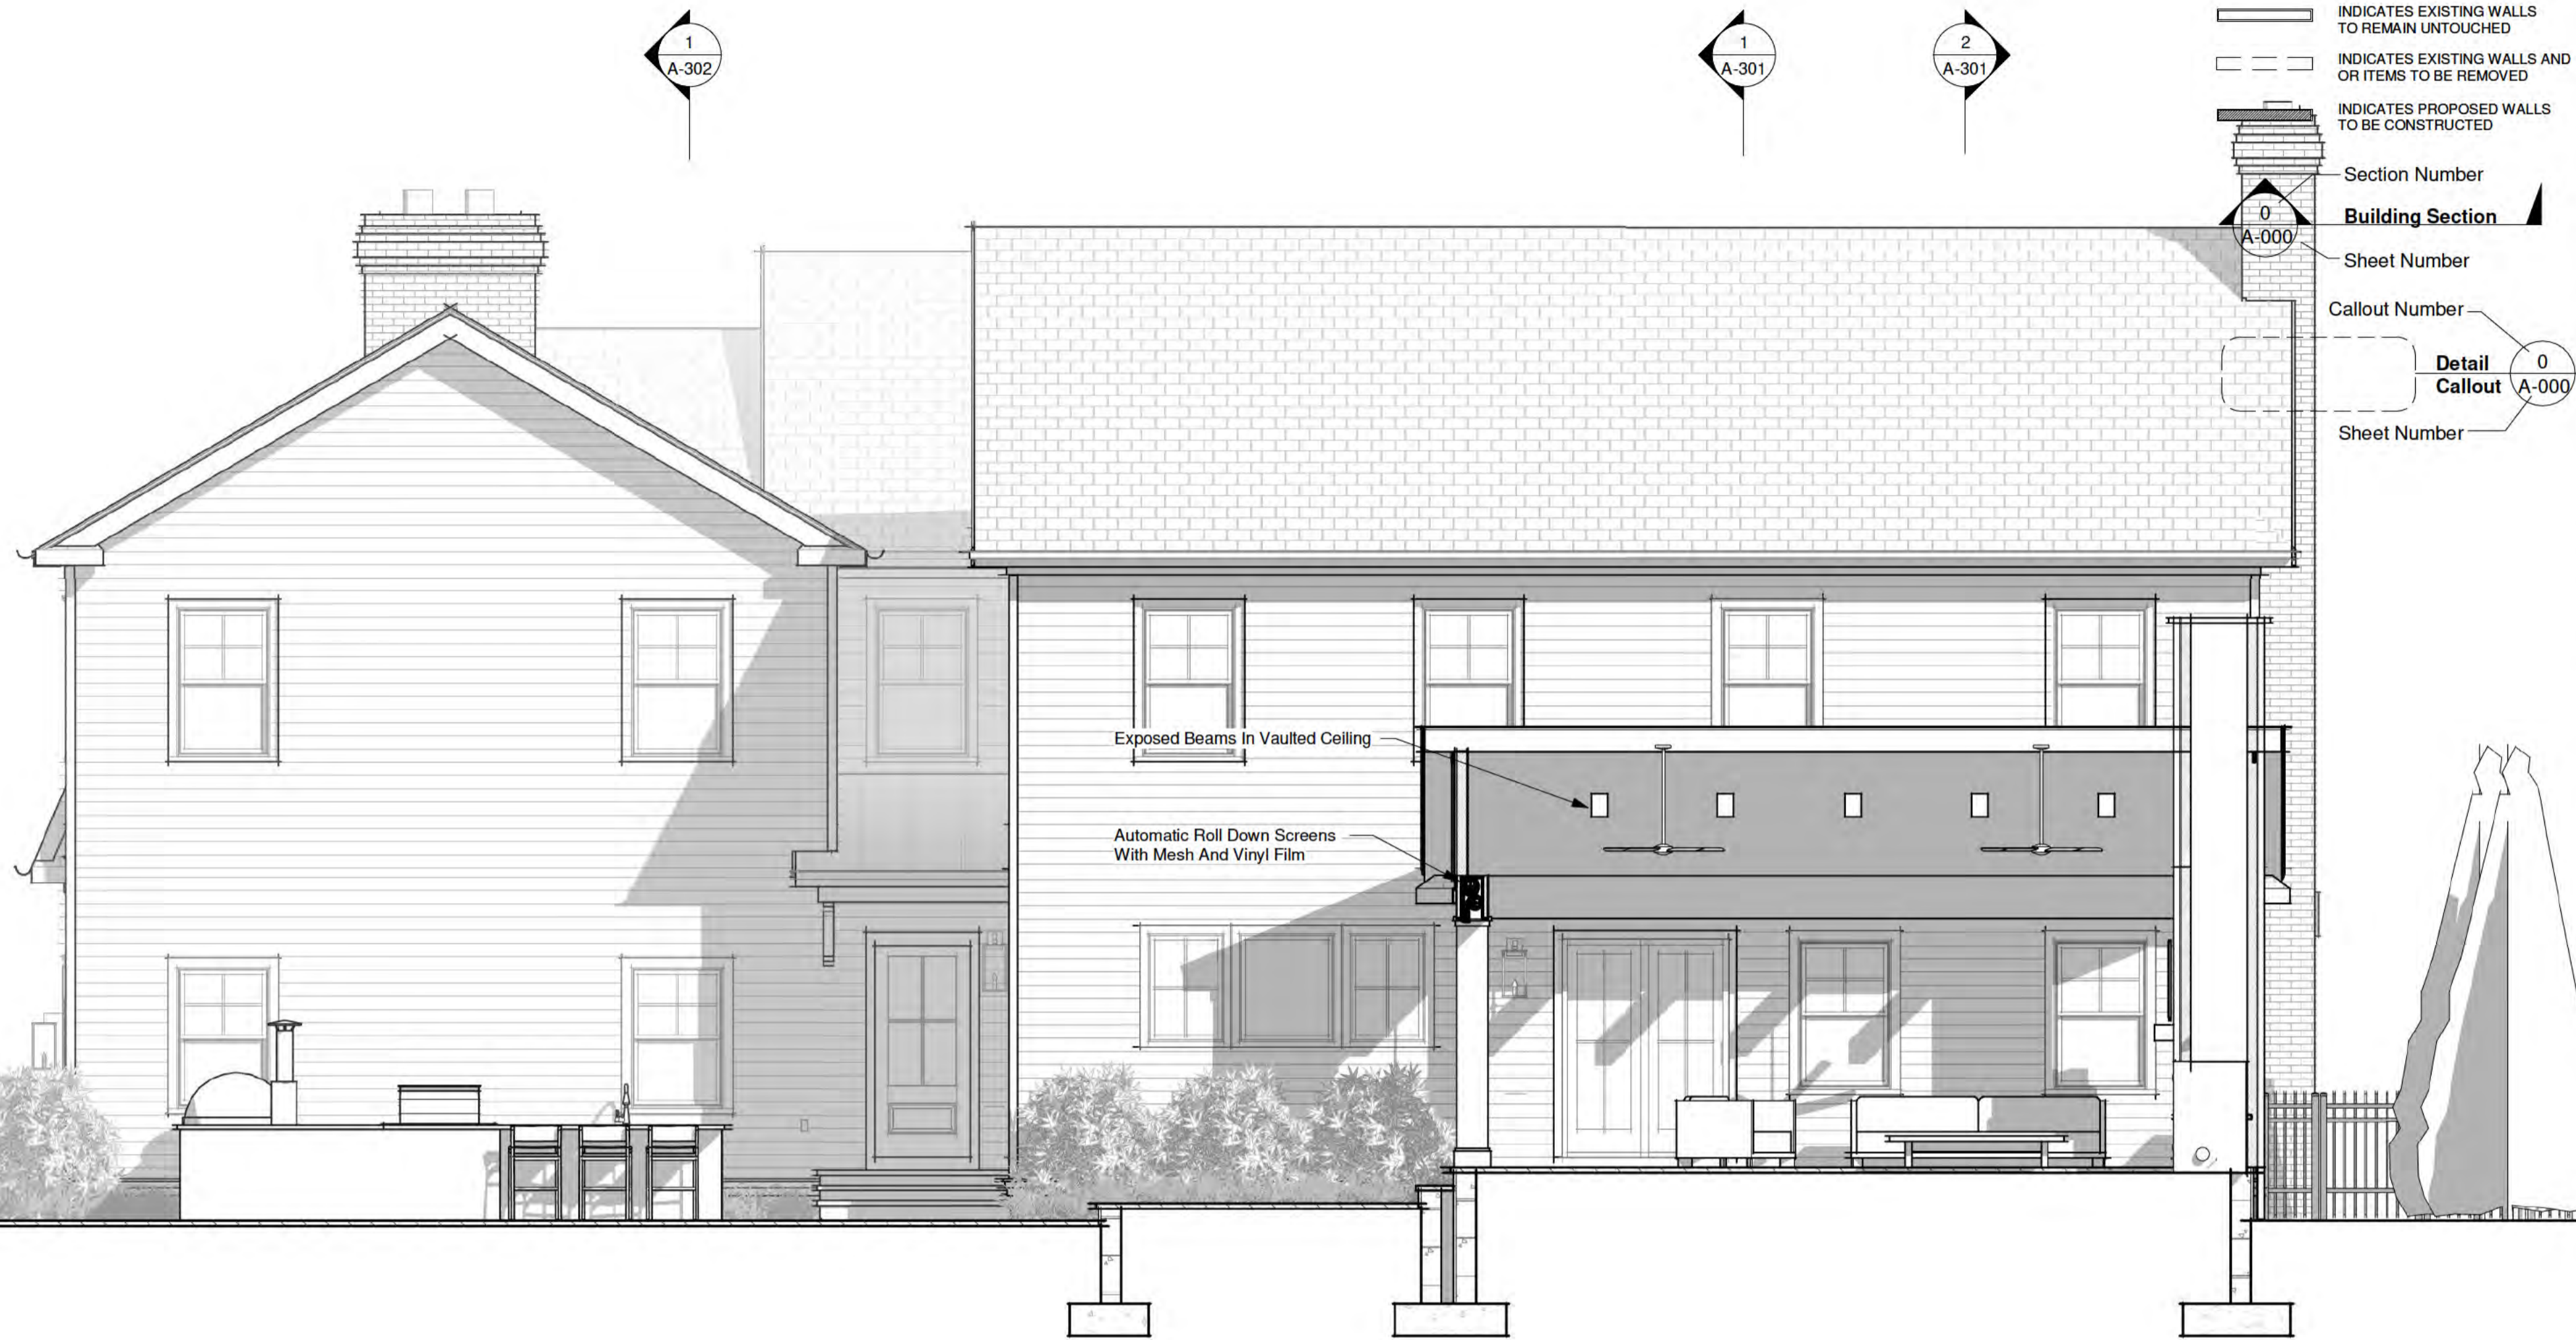 1
A-302
1
A-301
2
A-301
INDICATES EXISTING WALLS
TO REMAIN UNTOUCHED
INDICATES EXISTING WALLS AND
OR ITEMS TO BE REMOVED
INDICATES PROPOSED WALLS
TO BE CONSTRUCTED
Section Number
0
A-000
Building Section
Sheet Number
Callout Number
Detail
Callout
0
A-000
Sheet Number
Exposed Beams In Vaulted Ceiling
Automatic Roll Down Screens
With Mesh And Vinyl Film